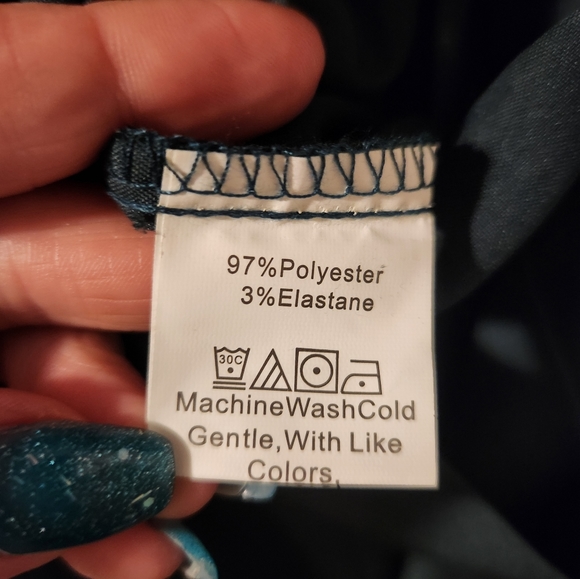 97%Polyester
3%Elastane
30C
MachineWashCold
Gentle,With Like
Colors,